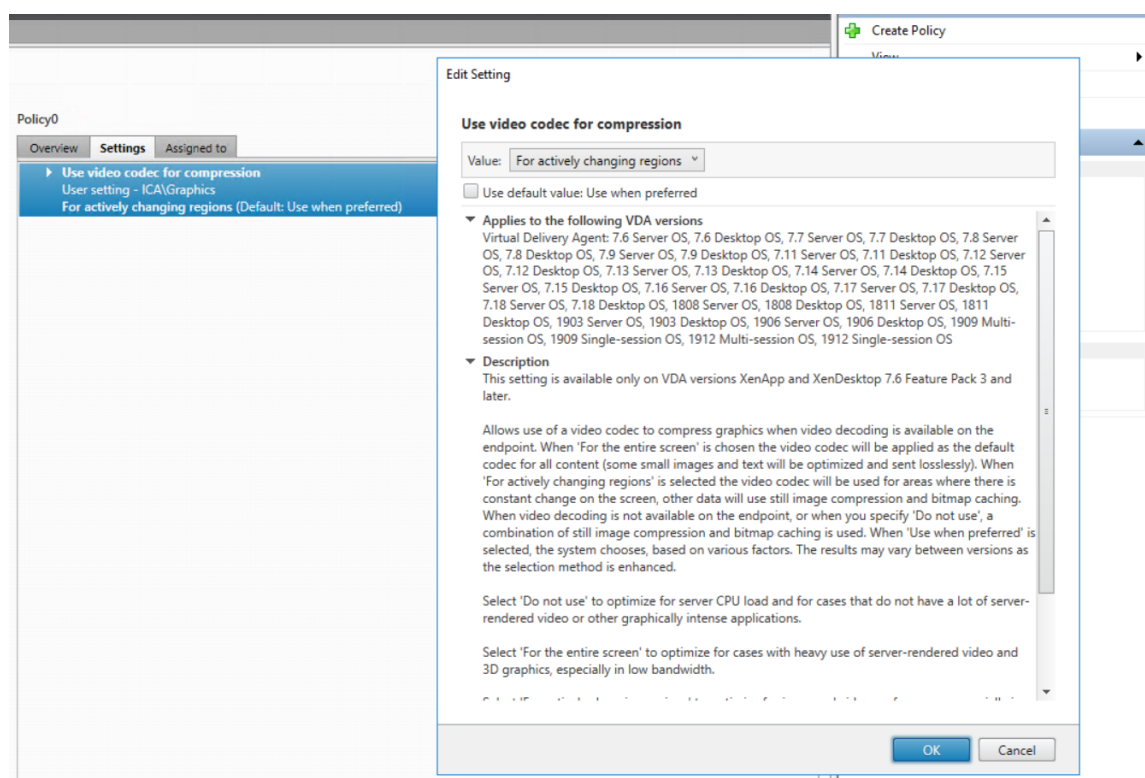 Create Policy
View
Edit Setting
Policy0
Use video codec for compression
Overview Settings Assigned to
Value: For actively changing regions
Use video codec for compression
User setting - ICA\Graphics
For actively changing regions (Default: Use when preferred)
Use default value: Use when preferred
Applies to the following VDA versions
Virtual Delivery Agent: 7.6 Server OS, 7.6 Desktop OS, 7.7 Server OS, 7.7 Desktop OS, 7.8 Server
OS, 7.8 Desktop OS, 7.9 Server OS, 7.9 Desktop OS, 7.11 Server OS, 7.11 Desktop OS, 7.12 Server
OS, 7.12 Desktop OS, 7.13 Server OS, 7.13 Desktop OS, 7.14 Server OS, 7.14 Desktop OS, 7.15
Server OS, 7.15 Desktop OS, 7.16 Server OS, 7.16 Desktop OS, 7.17 Server OS, 7.17 Desktop OS,
7.18 Server OS, 7.18 Desktop OS, 1808 Server OS, 1808 Desktop OS, 1811 Server OS, 1811
Desktop OS, 1903 Server OS, 1903 Desktop OS, 1906 Server OS, 1906 Desktop OS, 1909 Multi-
session OS, 1909 Single-session OS, 1912 Multi-session OS, 1912 Single-session OS
Description
This setting is available only on VDA versions XenApp and XenDesktop 7.6 Feature Pack 3 and
later.
Allows use of a video codec to compress graphics when video decoding is available on the
endpoint. When 'For the entire screen' is chosen the video codec will be applied as the default
codec for all content (some small images and text will be optimized and sent losslessly). When
'For actively changing regions' is selected the video codec will be used for areas where there is
constant change on the screen, other data will use still image compression and bitmap caching.
When video decoding is not available on the endpoint, or when you specify 'Do not use', a
combination of still image compression and bitmap caching is used. When 'Use when preferred' is
selected, the system chooses, based on various factors. The results may vary between versions as
the selection method is enhanced.
Select 'Do not use' to optimize for server CPU load and for cases that do not have a lot of server-
rendered video or other graphically intense applications.
Select 'For the entire screen' to optimize for cases with heavy use of server-rendered video and
3D graphics, especially in low bandwidth.
OK Cancel